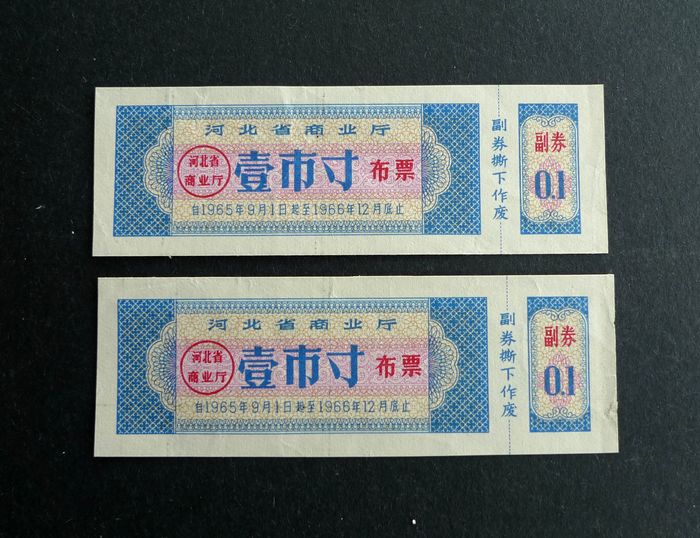 河北省商业厅
河北省
商业厅
壹市寸 布票
自1965年9月1日起至1966年12月底止
副券撕下作废
副券
0.1
河北省商业厅
河北省
商业厅
壹市寸 布票
自1965年9月1日起至1966年12月底止
副券撕下作废
副券
0.1